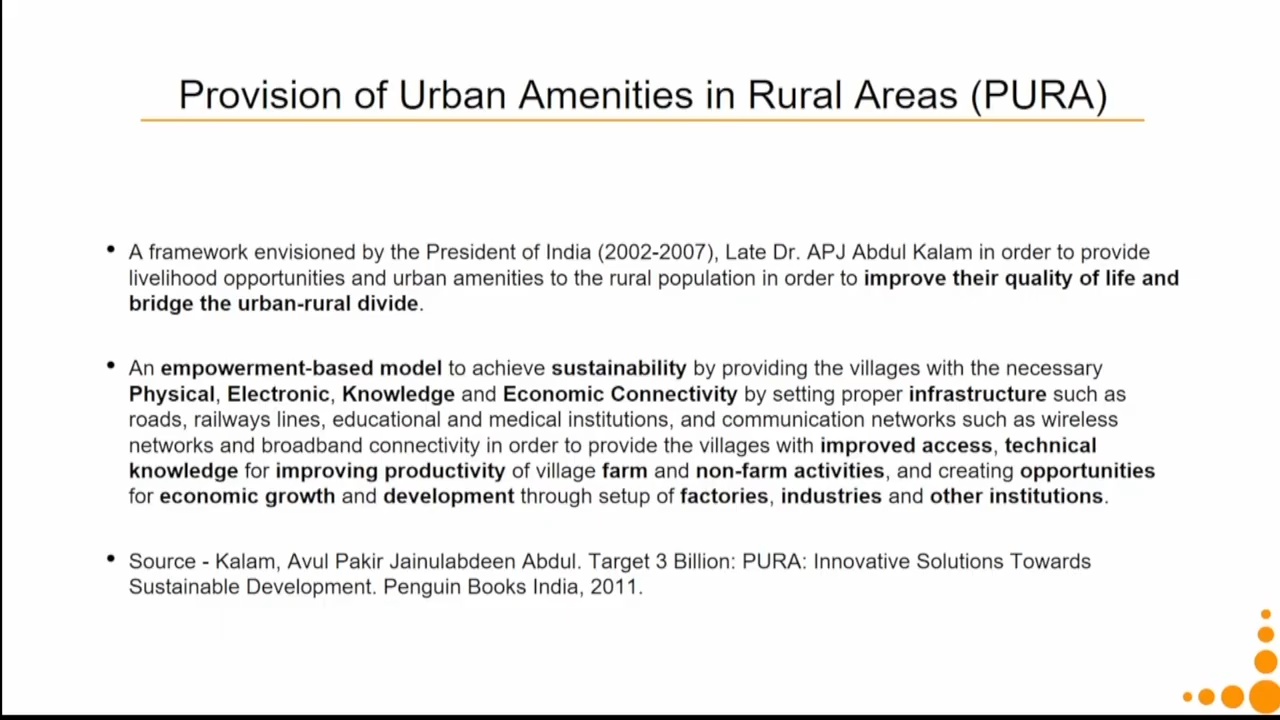 Provision of Urban Amenities in Rural Areas (PURA)
• A framework envisioned by the President of India (2002-2007), Late Dr. APJ Abdul Kalam in order to provide
livelihood opportunities and urban amenities to the rural population in order to improve their quality of life and
bridge the urban-rural divide.
• An empowerment-based model to achieve sustainability by providing the villages with the necessary
Physical, Electronic, Knowledge and Economic Connectivity by setting proper infrastructure such as
roads, railways lines, educational and medical institutions, and communication networks such as wireless
networks and broadband connectivity in order to provide the villages with improved access, technical
knowledge for improving productivity of village farm and non-farm activities, and creating opportunities
for economic growth and development through setup of factories, industries and other institutions.
• Source - Kalam, Avul Pakir Jainulabdeen Abdul. Target 3 Billion: PURA: Innovative Solutions Towards
Sustainable Development. Penguin Books India, 2011.